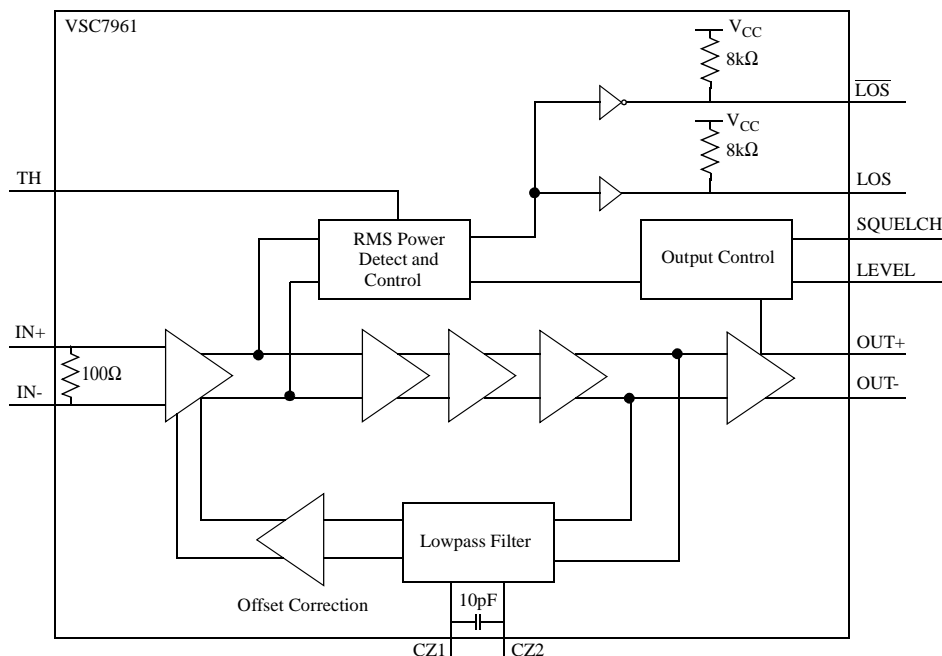 VSC7961
V_CC
8kΩ
L̅O̅S̅
V_CC
8kΩ
TH
LOS
RMS Power
Detect and
Control
Output Control
SQUELCH
LEVEL
IN+
100Ω
IN-
OUT+
OUT-
Lowpass Filter
Offset Correction
10pF
CZ1
CZ2